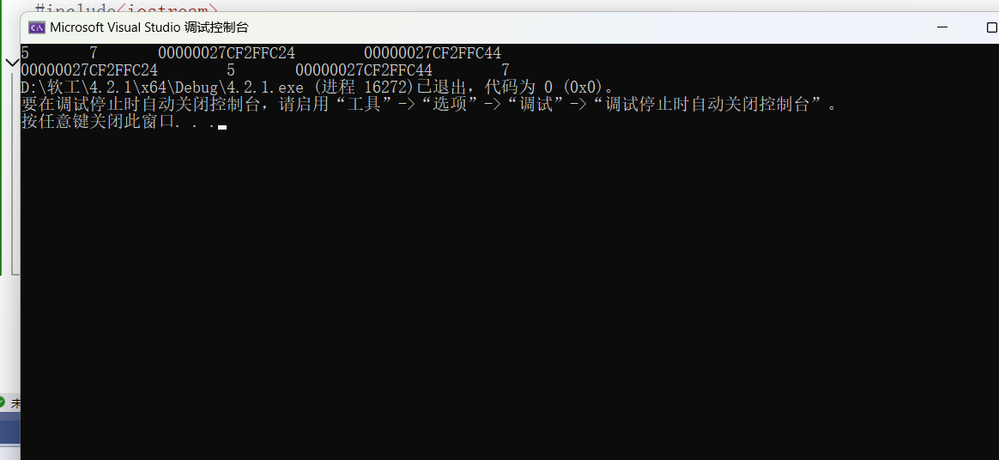 #include<iostream>
Microsoft Visual Studio 调试控制台
5 7 00000027CF2FFC24 00000027CF2FFC44
00000027CF2FFC24 5 00000027CF2FFC44 7
D:\软工\4.2.1\x64\Debug\4.2.1.exe (进程 16272)已退出，代码为 0 (0x0)。
要在调试停止时自动关闭控制台，请启用“工具”->“选项”->“调试”->“调试停止时自动关闭控制台”。
按任意键关闭此窗口. . .
未